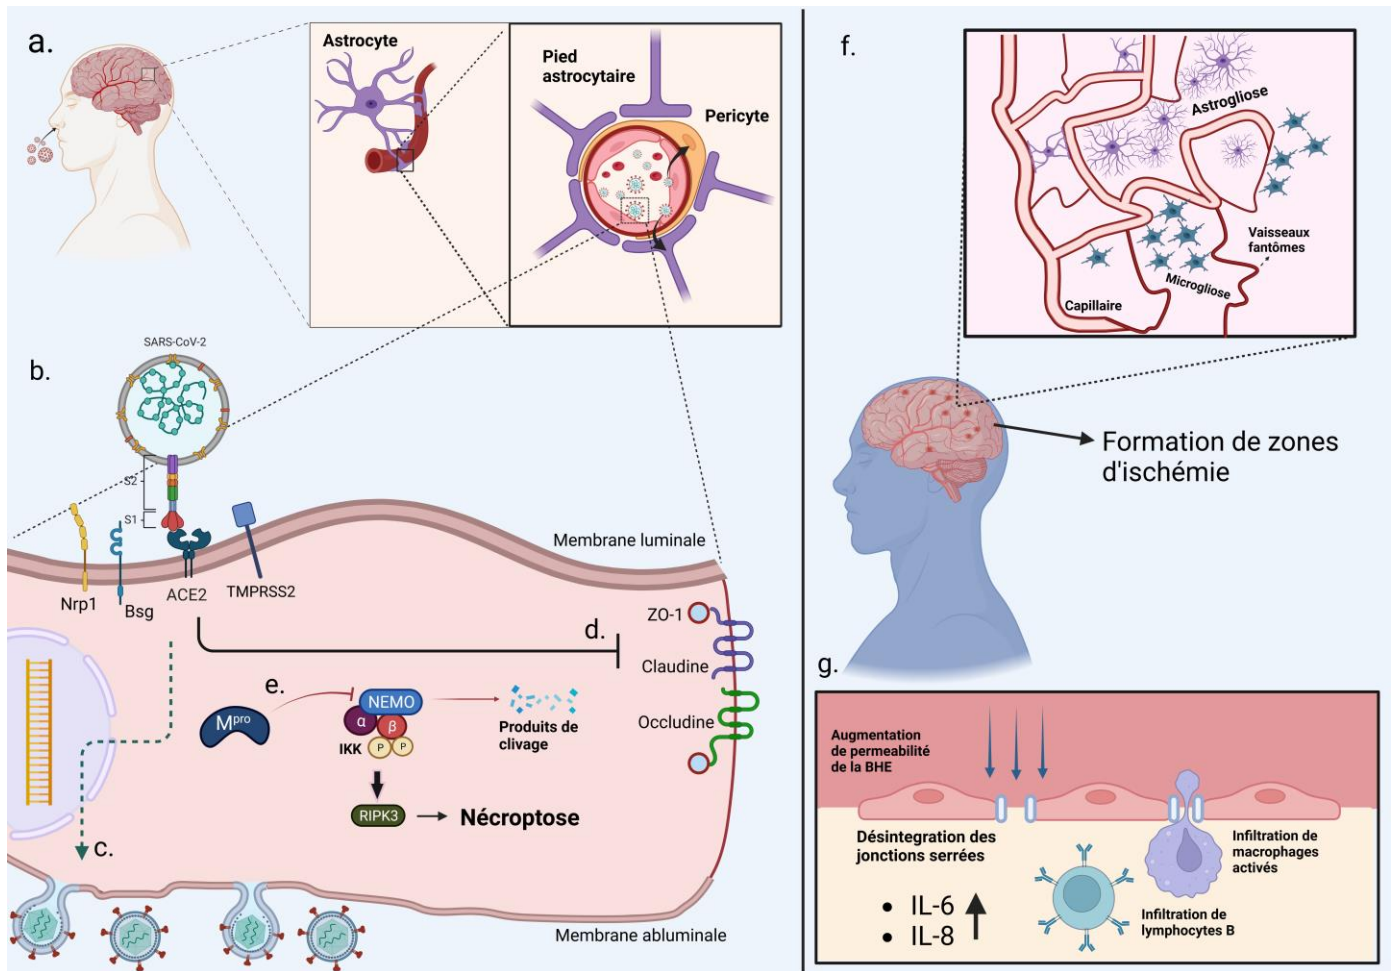 a.
Astrocyte
Pied
astrocytaire
Pericyte
b.
SARS-CoV-2
S2
S1
Nrp1
Bsg
ACE2
TMPRSS2
Membrane luminale
d.
ZO-1
Claudine
Occludine
e.
Mpro
NEMO
α
β
IKK
P
P
Produits de
clivage
RIPK3
Nécroptose
c.
Membrane abluminale
f.
Astrogliose
Vaisseaux
fantômes
Microgliose
Capillaire
Formation de zones
d'ischémie
g.
Augmentation
de permeabilité
de la BHE
Désintegration des
jonctions serrées
• IL-6
• IL-8
Infiltration de
macrophages
activés
Infiltration de
lymphocytes B